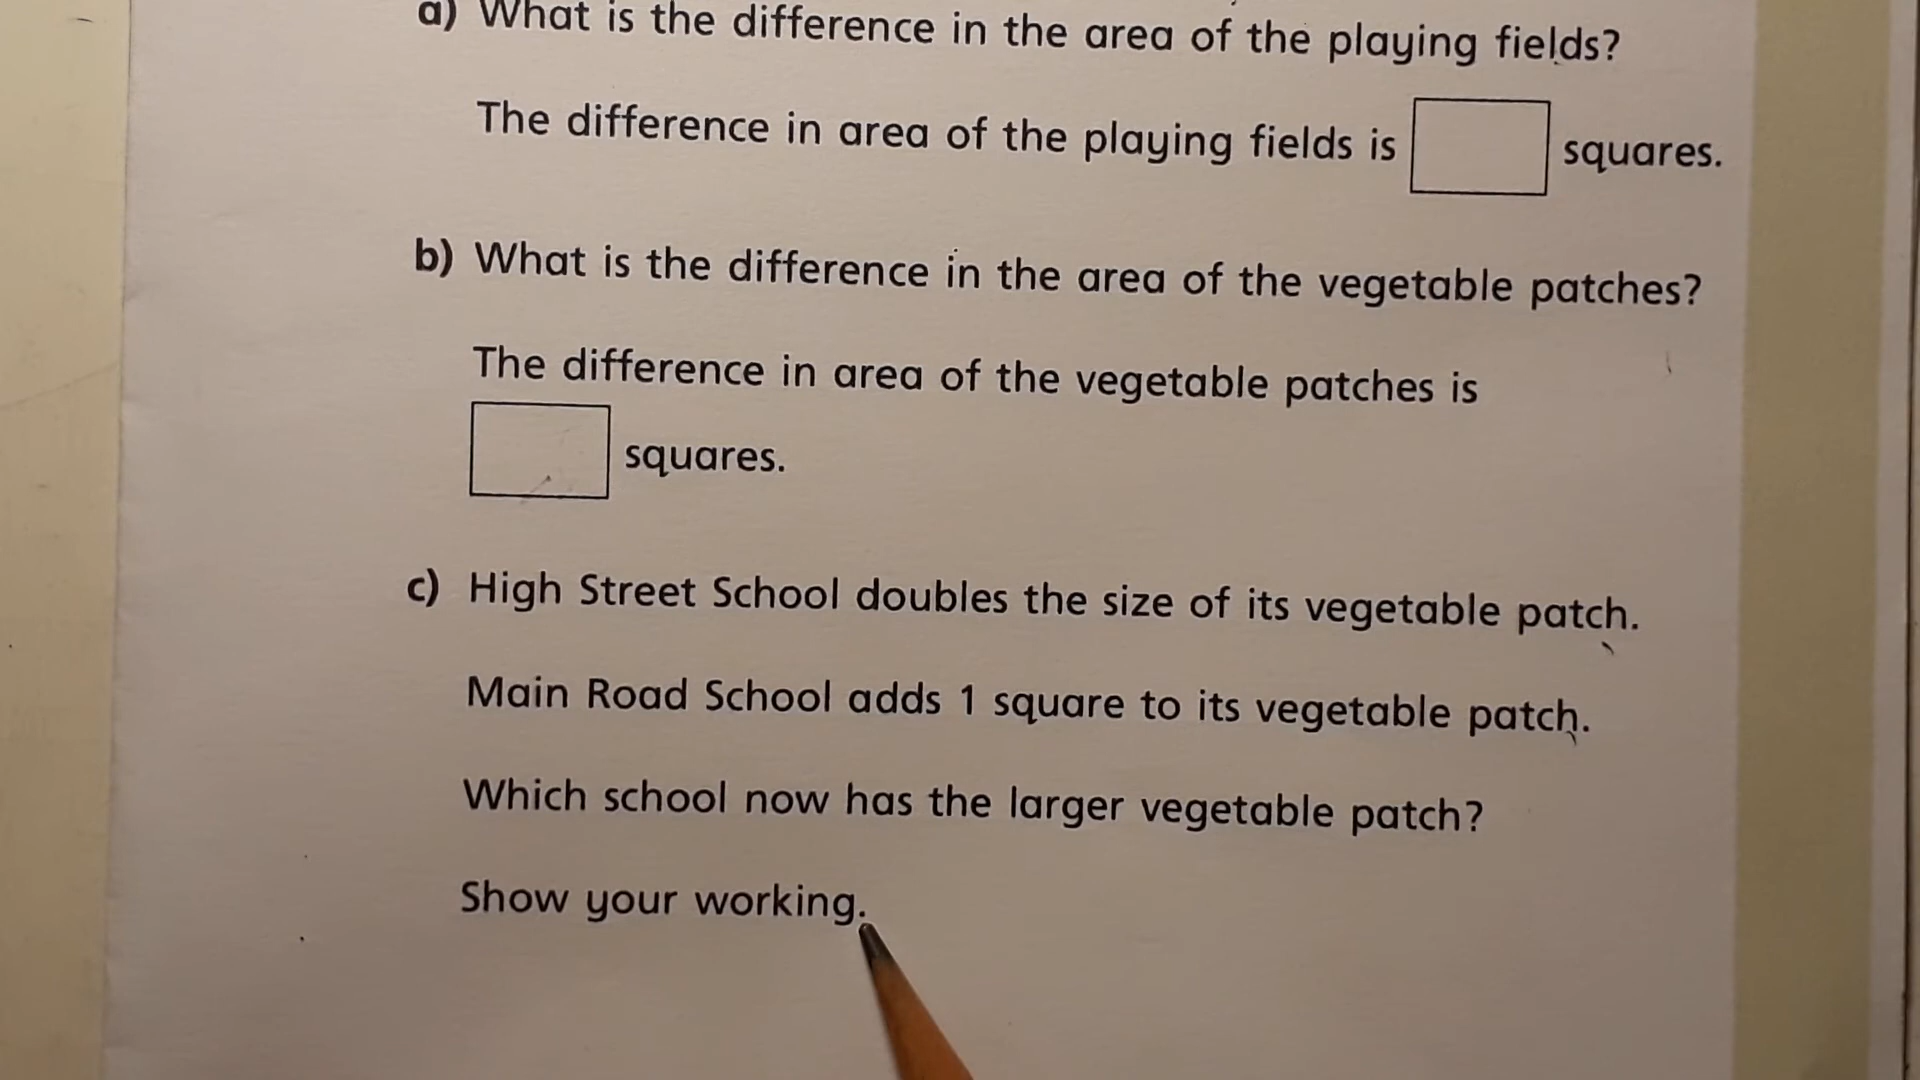 a) What is the difference in the area of the playing fields?
The difference in area of the playing fields is squares.
b) What is the difference in the area of the vegetable patches?
The difference in area of the vegetable patches is
squares.
c) High Street School doubles the size of its vegetable patch.
Main Road School adds 1 square to its vegetable patch.
Which school now has the larger vegetable patch?
Show your working.